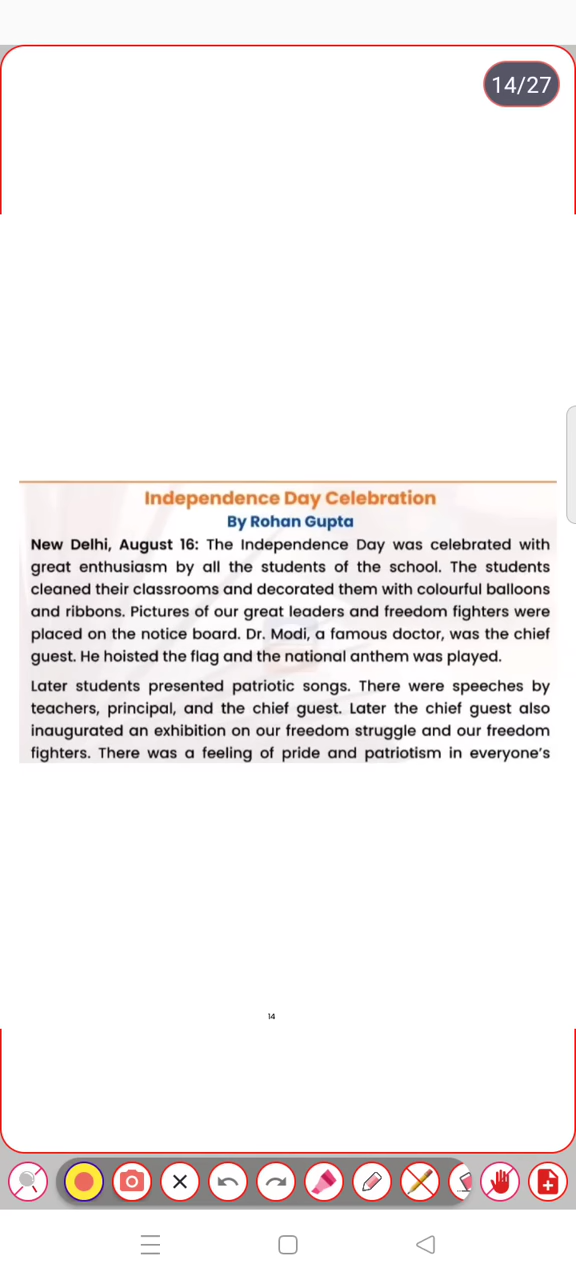 14/27
Independence Day Celebration
By Rohan Gupta
New Delhi, August 16: The Independence Day was celebrated with
great enthusiasm by all the students of the school. The students
cleaned their classrooms and decorated them with colourful balloons
and ribbons. Pictures of our great leaders and freedom fighters were
placed on the notice board. Dr. Modi, a famous doctor, was the chief
guest. He hoisted the flag and the national anthem was played.
Later students presented patriotic songs. There were speeches by
teachers, principal, and the chief guest. Later the chief guest also
inaugurated an exhibition on our freedom struggle and our freedom
fighters. There was a feeling of pride and patriotism in everyone's
14